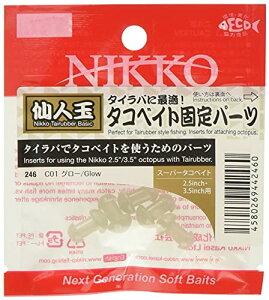 ECO
NIKKO
使い方は裏面へ
Instructions on back
仙人玉
Nikko Tairubber Basic
タイラバに最適！
タコベイト固定パーツ
Perfect for Tairubber style fishing. Inserts for attaching octopus.
タイラバでタコベイトを使うためのパーツ
Inserts for using the Nikko 2.5"/3.5" octopus with Tairubber.
246 C01 グロー/Glow
スーパータコベイト
2.5inch・
3.5inch用
4580269442460
Next Generation Soft Baits